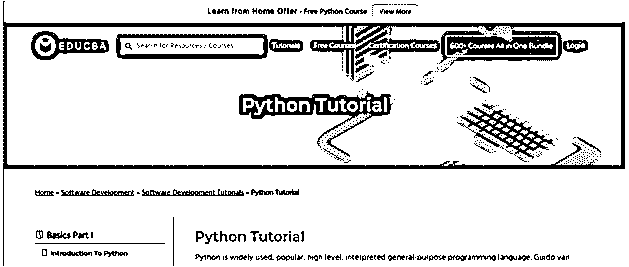 Learn from Home Offer - Free Python Course View More
EDUCBA Search for Resources / Courses Tutorials Free Courses Certification Courses 600+ Courses All in One Bundle Login
Python Tutorial
Home » Software Development » Software Development Tutorials » Python Tutorial
Basics Part I
Introduction To Python
Python Tutorial
Python is widely used, popular, high level, interpreted general-purpose programming language. Guido van